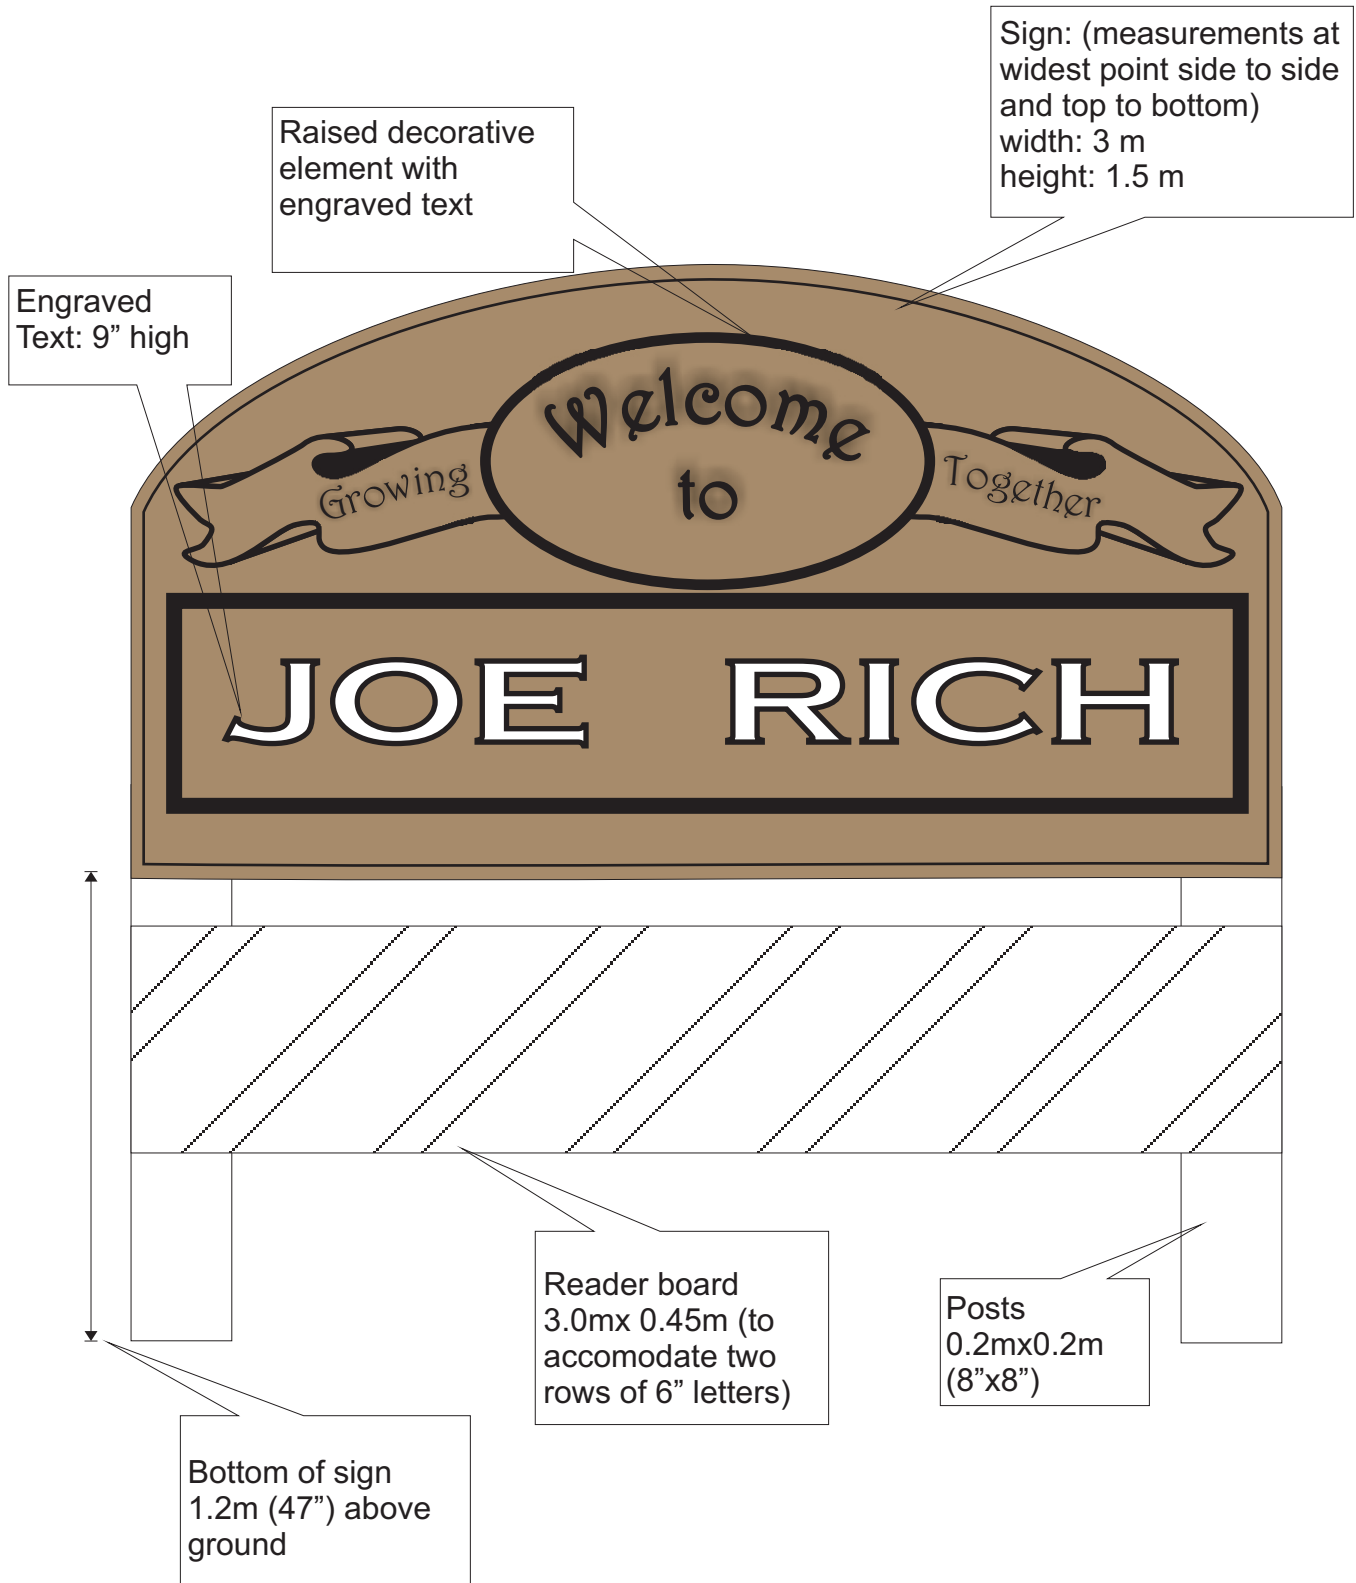 Sign: (measurements at
widest point side to side
and top to bottom)
width: 3 m
height: 1.5 m
Raised decorative
element with
engraved text
Engraved
Text: 9” high
Welcome
to
Growing
Together
JOE RICH
Reader board
3.0mx 0.45m (to
accomodate two
rows of 6” letters)
Posts
0.2mx0.2m
(8”x8”)
Bottom of sign
1.2m (47”) above
ground